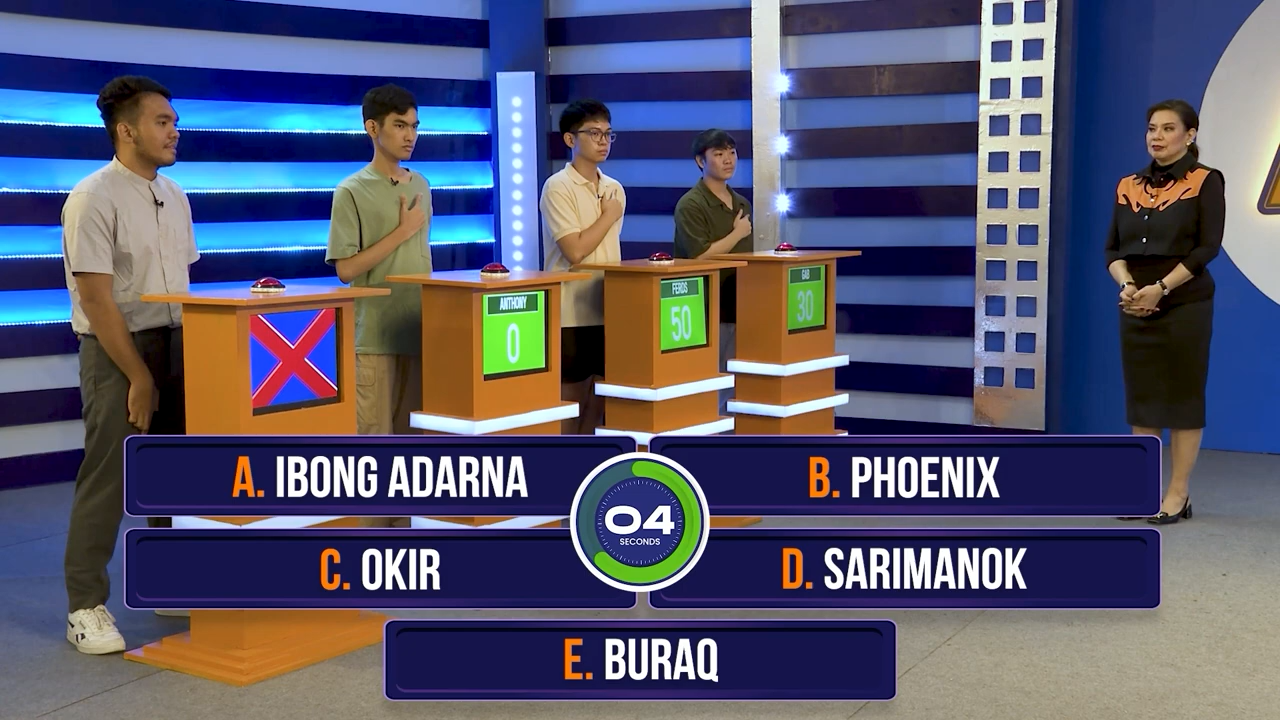 ANTHONY
0
FERDS
50
GAB
30
A. IBONG ADARNA
B. PHOENIX
04
SECONDS
C. OKIR
D. SARIMANOK
E. BURAQ